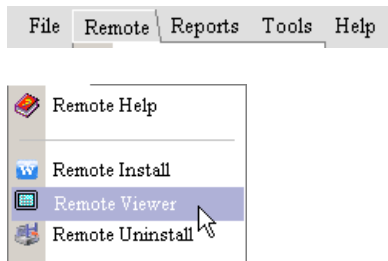 File Remote Reports Tools Help
Remote Help
Remote Install
Remote Viewer
Remote Uninstall